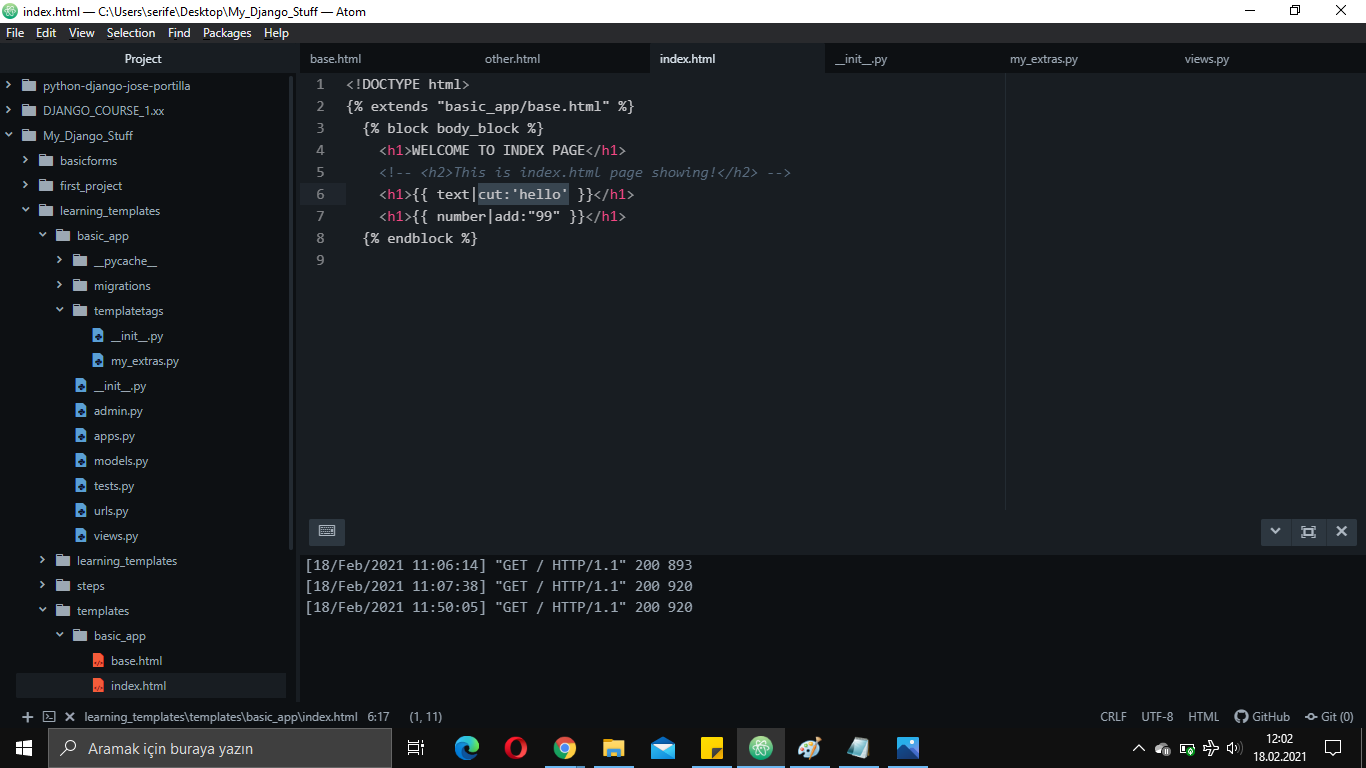 index.html — C:\Users\serife\Desktop\My_Django_Stuff — Atom
File Edit View Selection Find Packages Help
Project
python-django-jose-portilla
DJANGO_COURSE_1.xx
My_Django_Stuff
basicforms
first_project
learning_templates
basic_app
__pycache__
migrations
templatetags
__init__.py
my_extras.py
__init__.py
admin.py
apps.py
models.py
tests.py
urls.py
views.py
learning_templates
steps
templates
basic_app
base.html
index.html
base.html other.html index.html __init__.py my_extras.py views.py
1 <!DOCTYPE html>
2 {% extends "basic_app/base.html" %}
3 {% block body_block %}
4 <h1>WELCOME TO INDEX PAGE</h1>
5 <!-- <h2>This is index.html page showing!</h2> -->
6 <h1>{{ text|cut:'hello' }}</h1>
7 <h1>{{ number|add:"99" }}</h1>
8 {% endblock %}
9
[18/Feb/2021 11:06:14] "GET / HTTP/1.1" 200 893
[18/Feb/2021 11:07:38] "GET / HTTP/1.1" 200 920
[18/Feb/2021 11:50:05] "GET / HTTP/1.1" 200 920
learning_templates\templates\basic_app\index.html 6:17 (1, 11) CRLF UTF-8 HTML GitHub Git (0)
Aramak için buraya yazın
12:02
18.02.2021